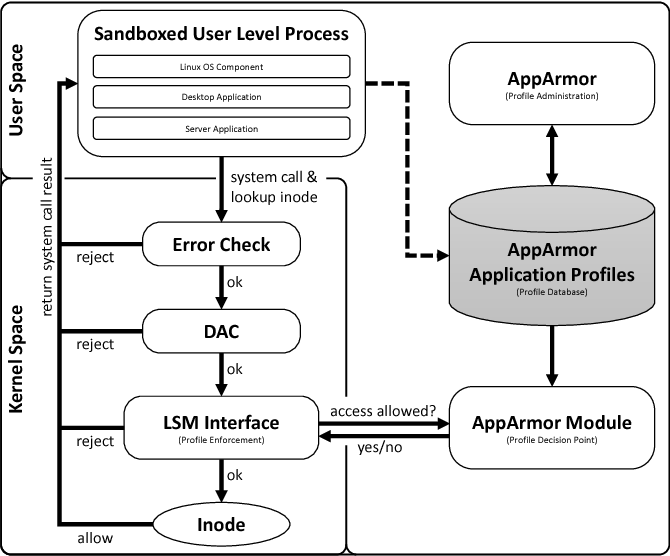 User Space
Sandboxed User Level Process
Linux OS Component
Desktop Application
Server Application
AppArmor
(Profile Administration)
return system call result
system call &
lookup inode
Kernel Space
Error Check
reject
ok
AppArmor
Application Profiles
(Profile Database)
DAC
reject
ok
LSM Interface
(Profile Enforcement)
reject
access allowed?
yes/no
AppArmor Module
(Profile Decision Point)
ok
Inode
allow